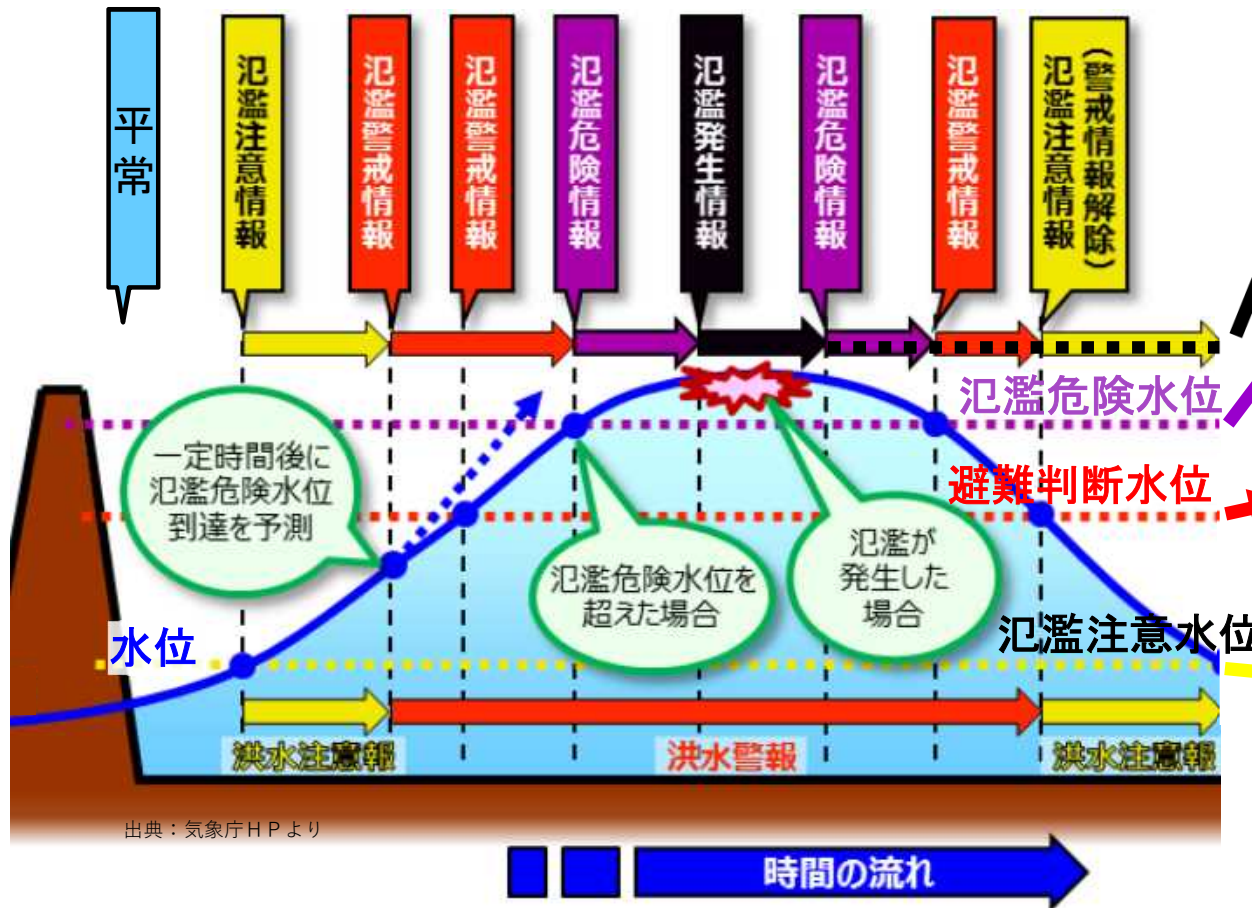 平常
氾濫注意情報
氾濫警戒情報
氾濫警戒情報
氾濫危険情報
氾濫発生情報
氾濫危険情報
氾濫警戒情報
(警戒情報解除)
氾濫注意情報
氾濫危険水位
一定時間後に
氾濫危険水位
到達を予測
避難判断水位
氾濫が
発生した
場合
氾濫危険水位を
超えた場合
水位
氾濫注意水位
洪水注意報
洪水警報
洪水注意報
出典：気象庁ＨＰより
時間の流れ